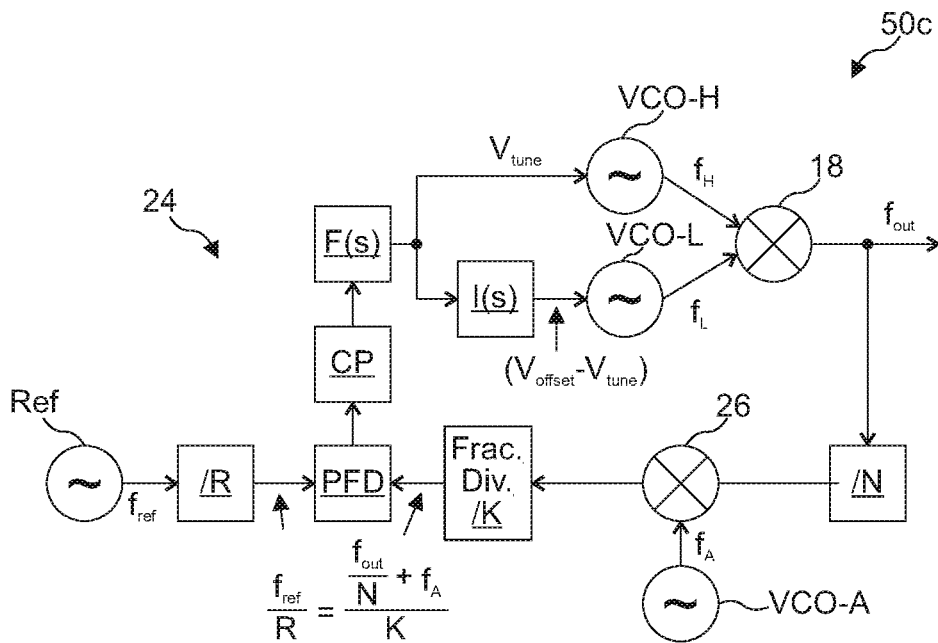 50c
VCO-H
V_tune
f_H
18
24
f_out
F(s)
VCO-L
I(s)
f_L
(V_offset-V_tune)
CP
Ref
26
Frac.
Div.
/K
/R
PFD
/N
f_ref
f_A
f_ref/R = (f_out/N + f_A)/K
VCO-A